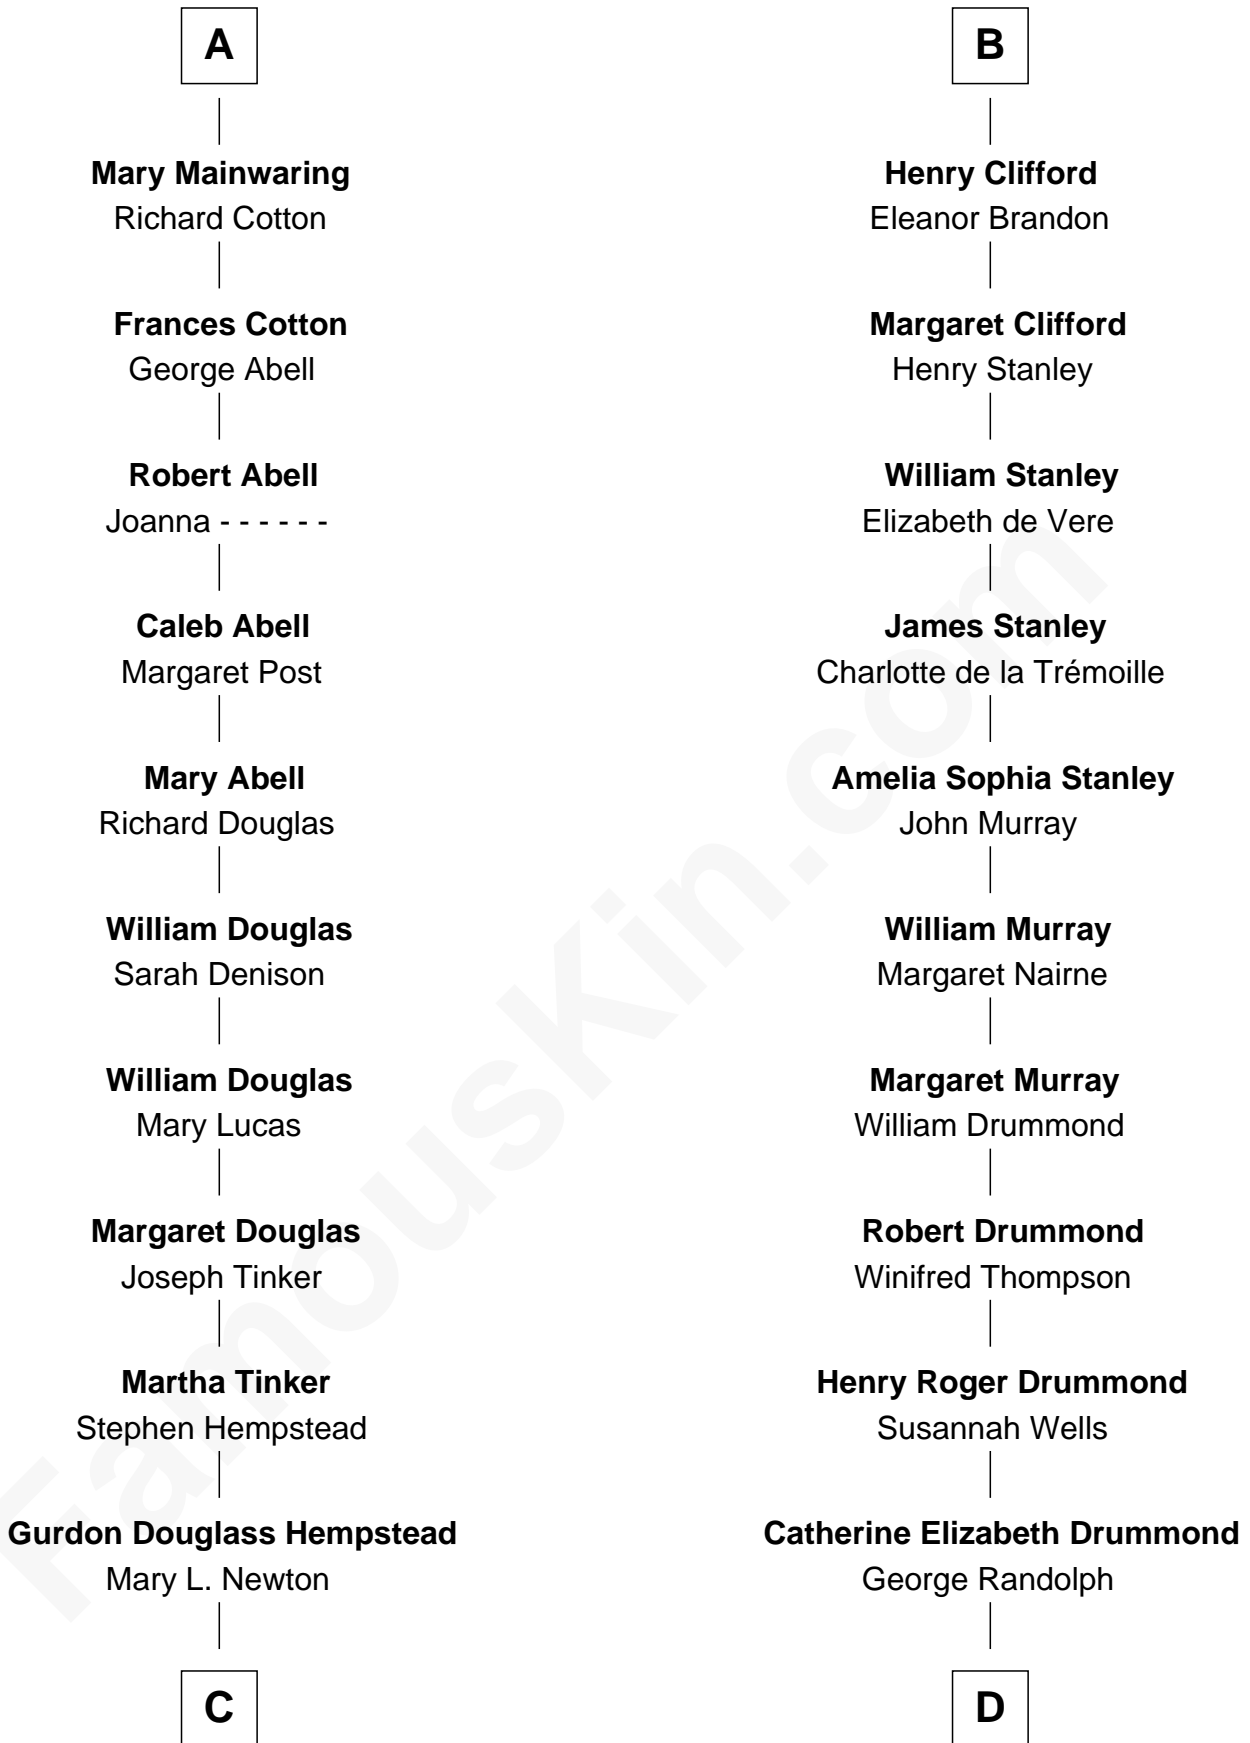 A
Mary Mainwaring
Richard Cotton
Frances Cotton
George Abell
Robert Abell
Joanna - - - - - -
Caleb Abell
Margaret Post
Mary Abell
Richard Douglas
William Douglas
Sarah Denison
William Douglas
Mary Lucas
Margaret Douglas
Joseph Tinker
Martha Tinker
Stephen Hempstead
Gurdon Douglass Hempstead
Mary L. Newton
C
B
Henry Clifford
Eleanor Brandon
Margaret Clifford
Henry Stanley
William Stanley
Elizabeth de Vere
James Stanley
Charlotte de la Trémoille
Amelia Sophia Stanley
John Murray
William Murray
Margaret Nairne
Margaret Murray
William Drummond
Robert Drummond
Winifred Thompson
Henry Roger Drummond
Susannah Wells
Catherine Elizabeth Drummond
George Randolph
D
FamousKin.com